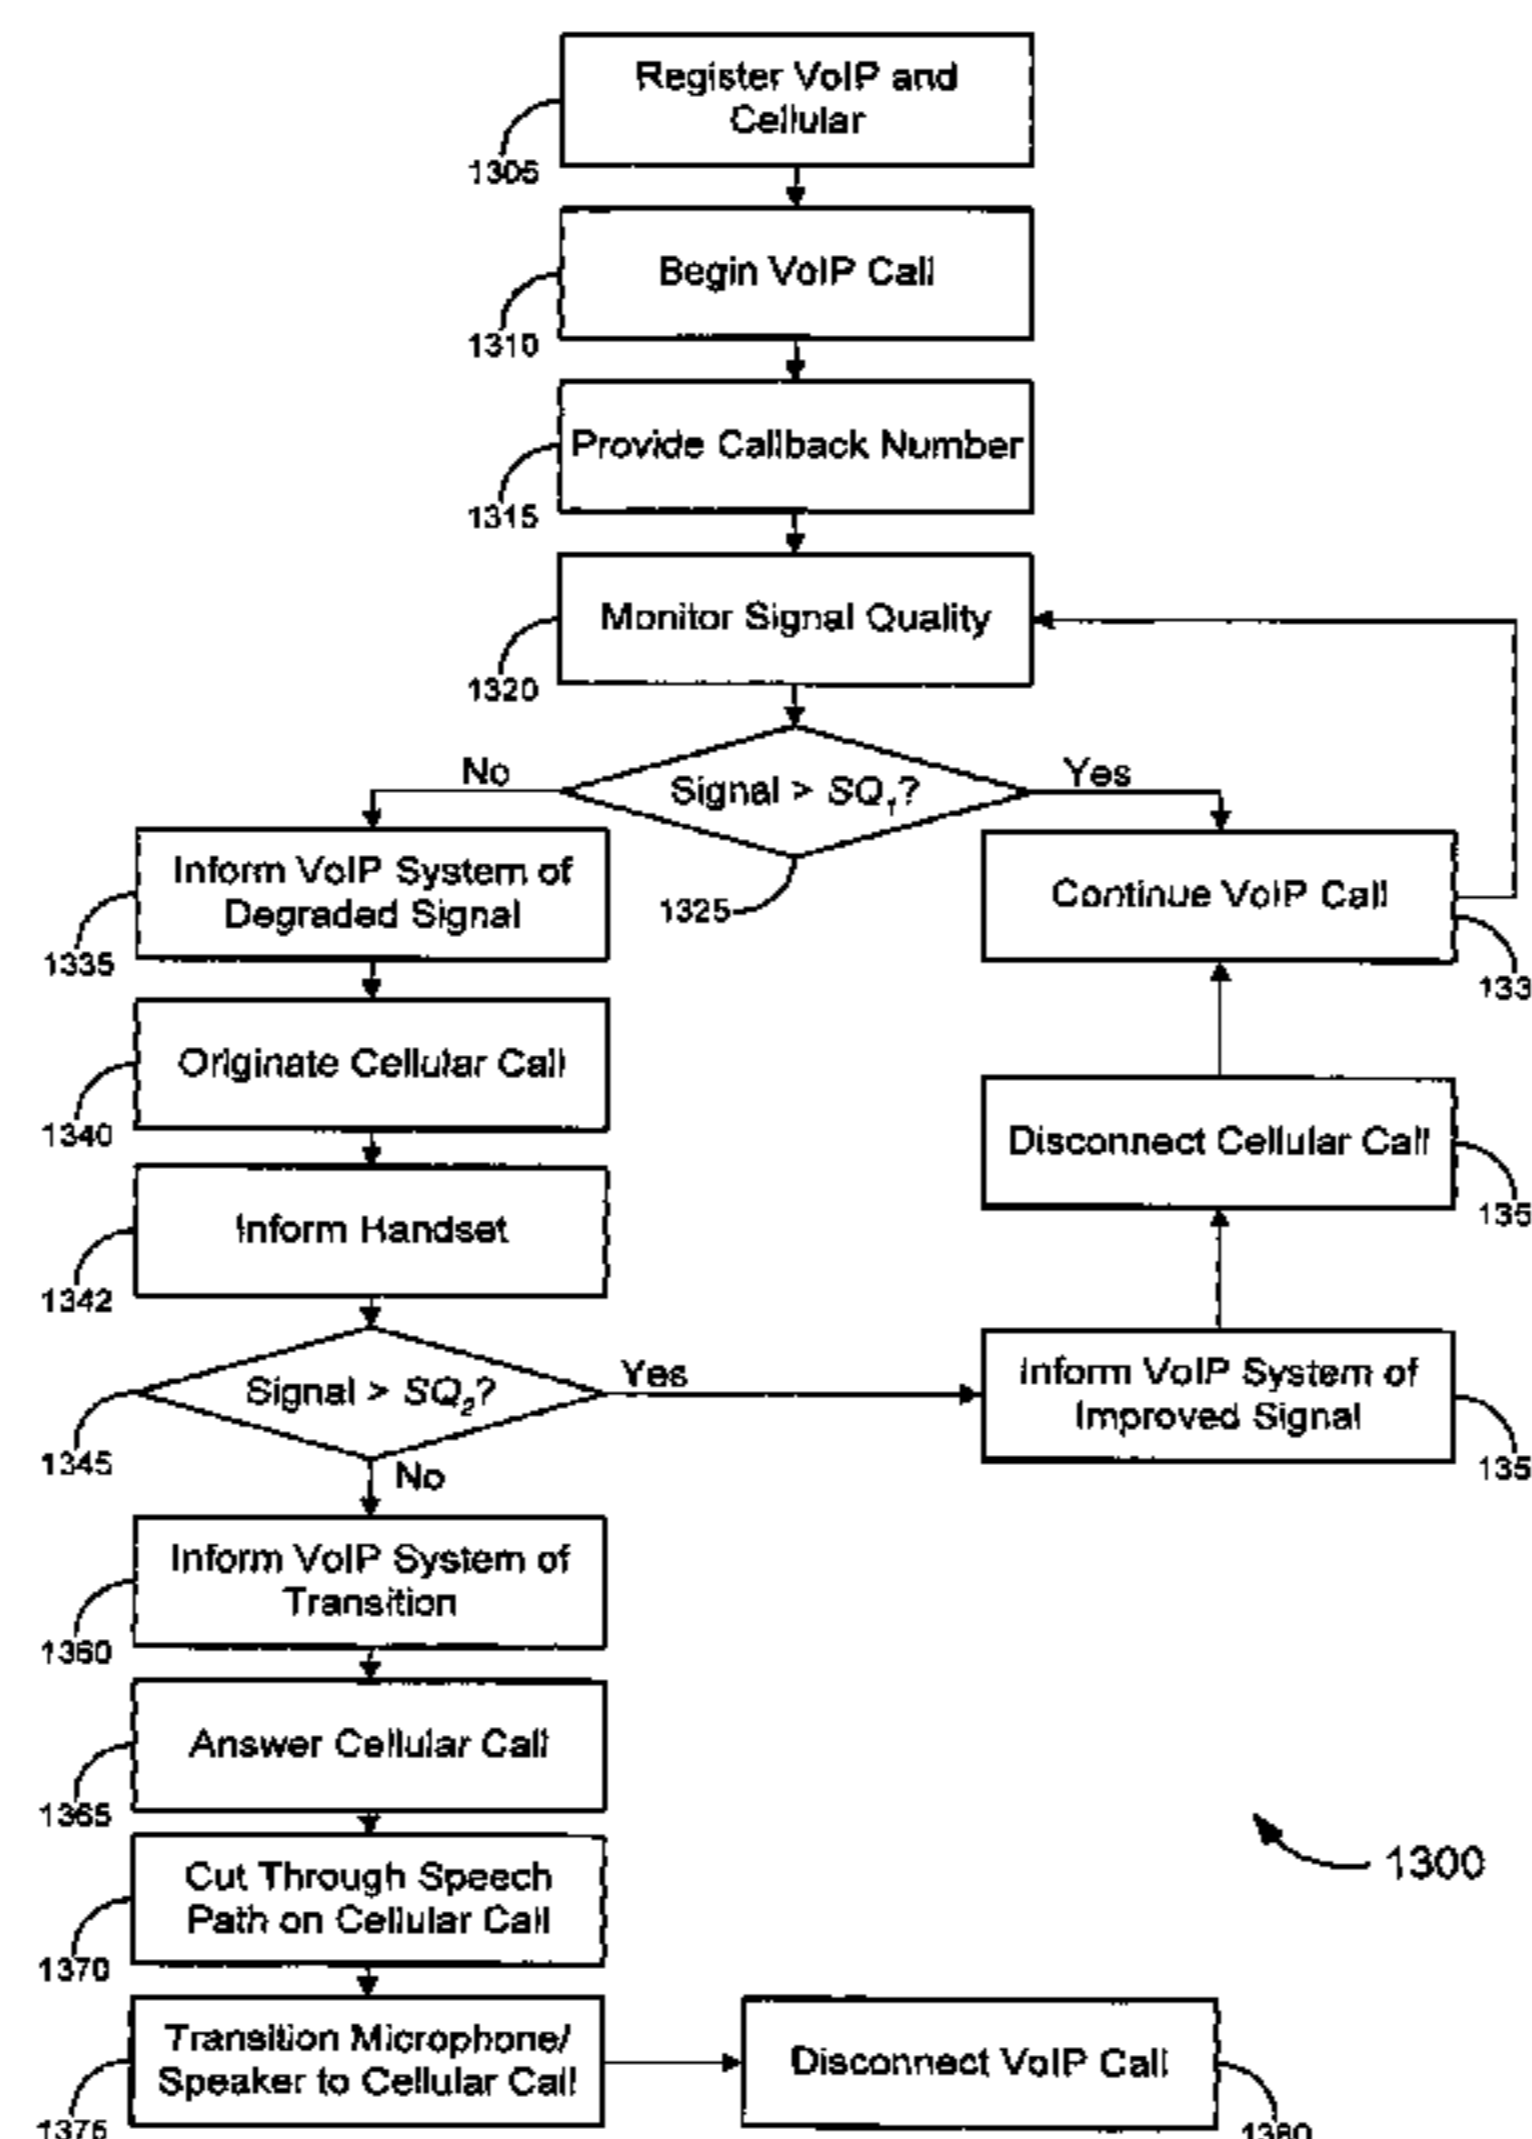 Register VoIP and
Cellular
1305
Begin VoIP Call
1310
Provide Callback Number
1315
Monitor Signal Quality
1320
No
Signal > SQ1?
Yes
1325
Inform VoIP System of
Degraded Signal
1335
Continue VoIP Call
133
Originate Cellular Call
1340
Disconnect Cellular Call
135
Inform Handset
1342
Signal > SQ2?
Yes
1345
No
Inform VoIP System of
Improved Signal
135
Inform VoIP System of
Transition
1360
Answer Cellular Call
1365
Cut Through Speech
Path on Cellular Call
1370
1300
Transition Microphone/
Speaker to Cellular Call
1375
Disconnect VoIP Call
1380